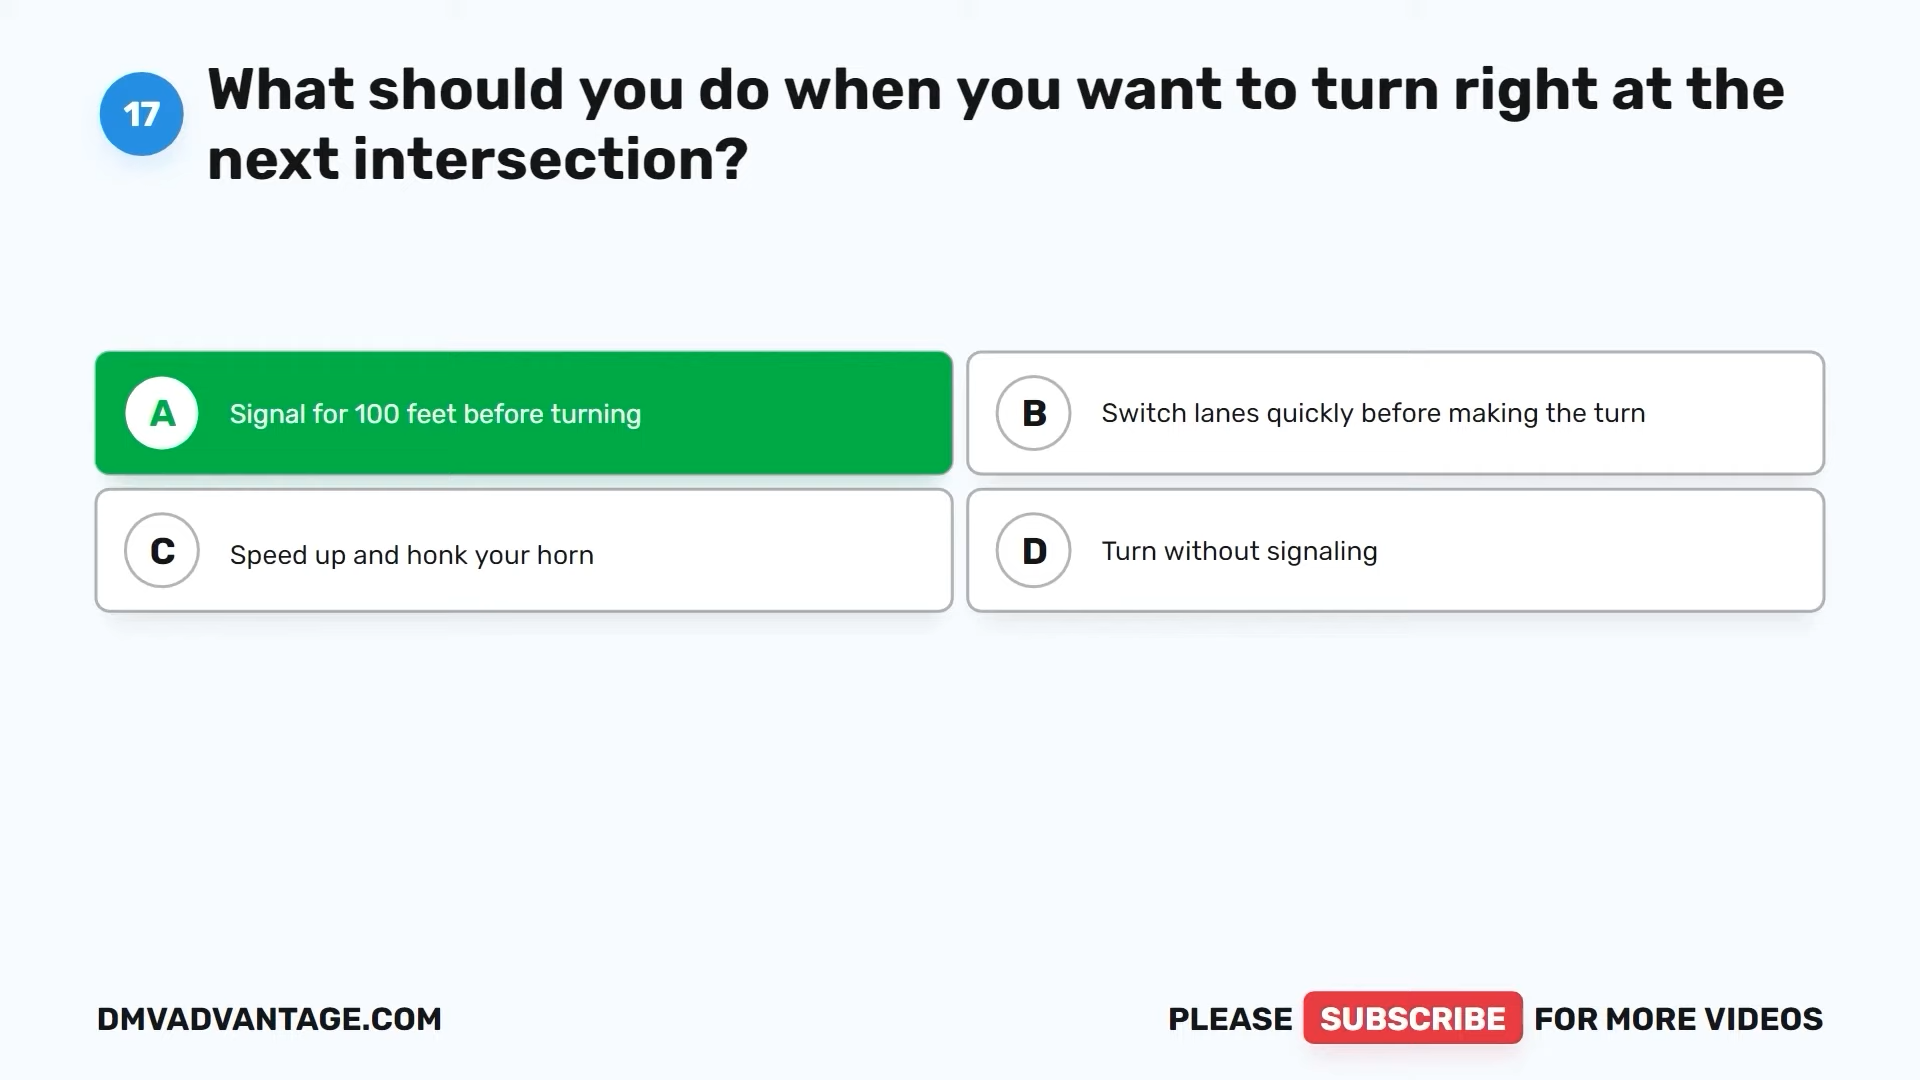 17
What should you do when you want to turn right at the
next intersection?
A Signal for 100 feet before turning
B Switch lanes quickly before making the turn
C Speed up and honk your horn
D Turn without signaling
DMVADVANTAGE.COM
PLEASE SUBSCRIBE FOR MORE VIDEOS